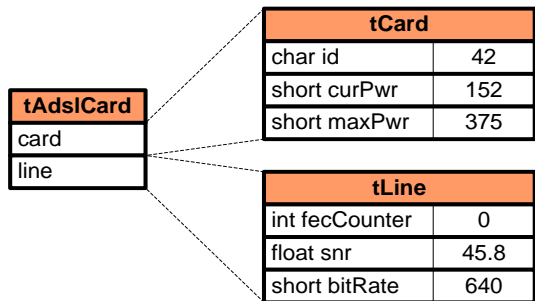 tCard
char id 42
short curPwr 152
short maxPwr 375
tAdslCard
card
line
tLine
int fecCounter 0
float snr 45.8
short bitRate 640